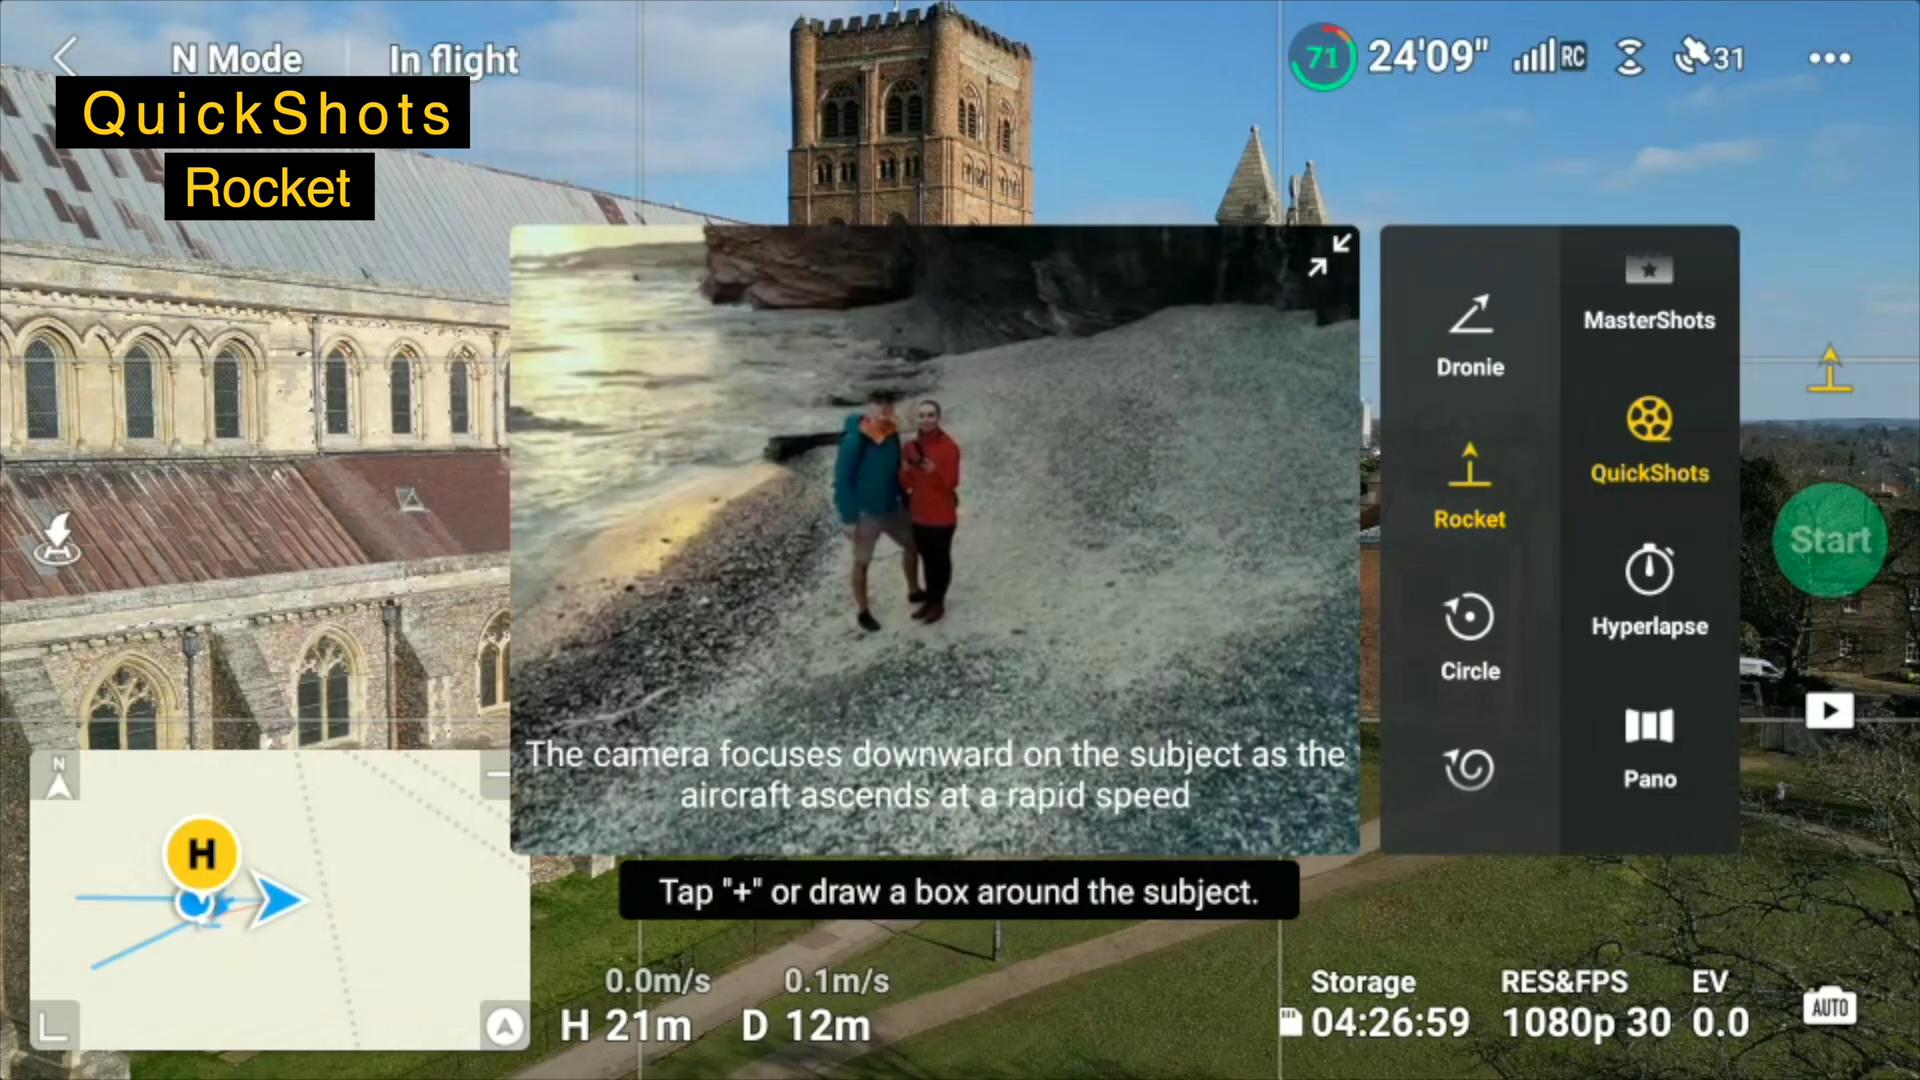 N Mode
In flight
71
24'09"
RC
31
QuickShots
Rocket
MasterShots
Dronie
QuickShots
Rocket
Hyperlapse
Start
Circle
Pano
The camera focuses downward on the subject as the
aircraft ascends at a rapid speed
N
H
Tap "+" or draw a box around the subject.
0.0m/s
0.1m/s
H 21m
D 12m
Storage
RES&FPS
EV
04:26:59
1080p 30
0.0
AUTO